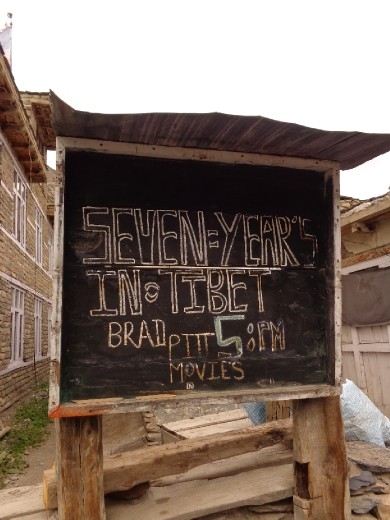 SEVEN=YEAR'S
IN TIBET
BRAD PITT 5:PM
MOVIES